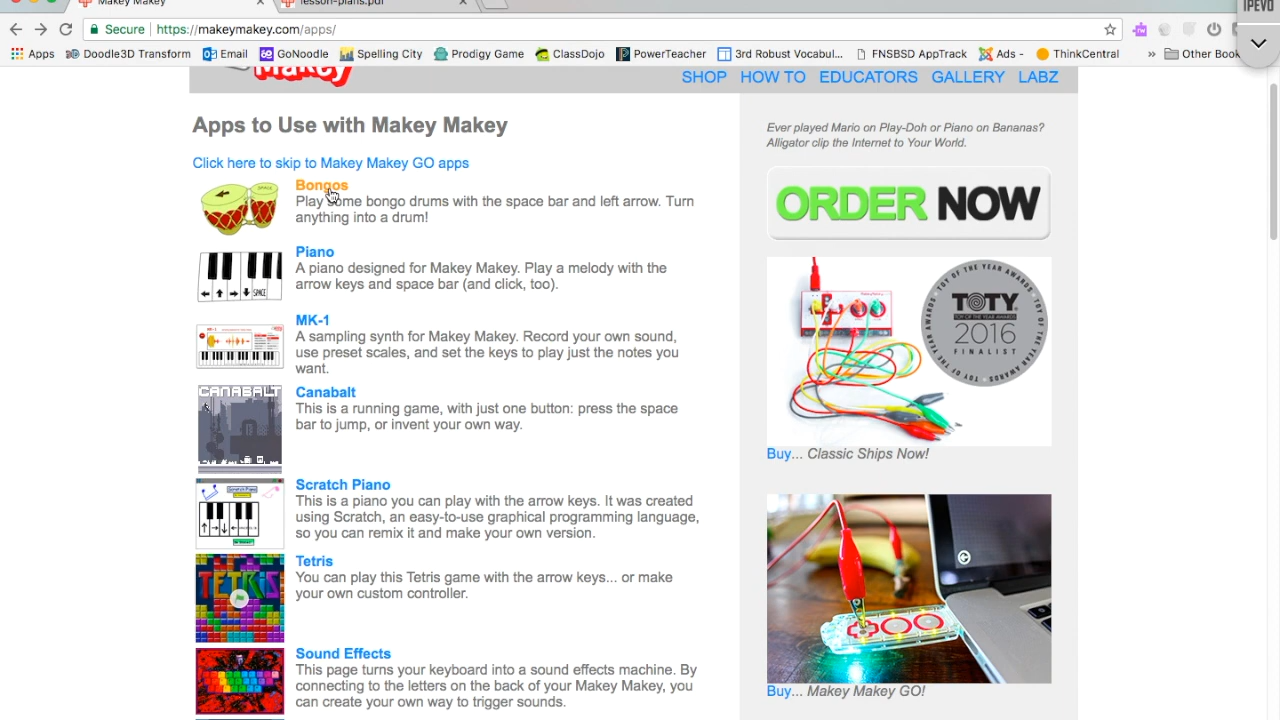 Makey Makey
lesson-plans.pdf
IPEVO
Secure
https://makeymakey.com/apps/
Apps
Doodle3D Transform
Email
GoNoodle
Spelling City
Prodigy Game
ClassDojo
PowerTeacher
3rd Robust Vocabul...
FNSBSD AppTrack
Ads -
ThinkCentral
»
Other Book
Makey
SHOP HOW TO EDUCATORS GALLERY LABZ
Apps to Use with Makey Makey
Click here to skip to Makey Makey GO apps
SPACE
Bongos
Play some bongo drums with the space bar and left arrow. Turn
anything into a drum!
SPACE
Piano
A piano designed for Makey Makey. Play a melody with the
arrow keys and space bar (and click, too).
MK-1
MK-1
A sampling synth for Makey Makey. Record your own sound,
use preset scales, and set the keys to play just the notes you
want.
CANABALT
Canabalt
This is a running game, with just one button: press the space
bar to jump, or invent your own way.
Scratch Piano
Scratch Piano
This is a piano you can play with the arrow keys. It was created
using Scratch, an easy-to-use graphical programming language,
so you can remix it and make your own version.
TETRIS
Tetris
You can play this Tetris game with the arrow keys... or make
your own custom controller.
Sound Effects
This page turns your keyboard into a sound effects machine. By
connecting to the letters on the back of your Makey Makey, you
can create your own way to trigger sounds.
Ever played Mario on Play-Doh or Piano on Bananas?
Alligator clip the Internet to Your World.
ORDER NOW
TOY OF THE YEAR AWARDS
TOTY
TOY OF THE YEAR AWARDS
2016
FINALIST
Buy... Classic Ships Now!
Buy... Makey Makey GO!